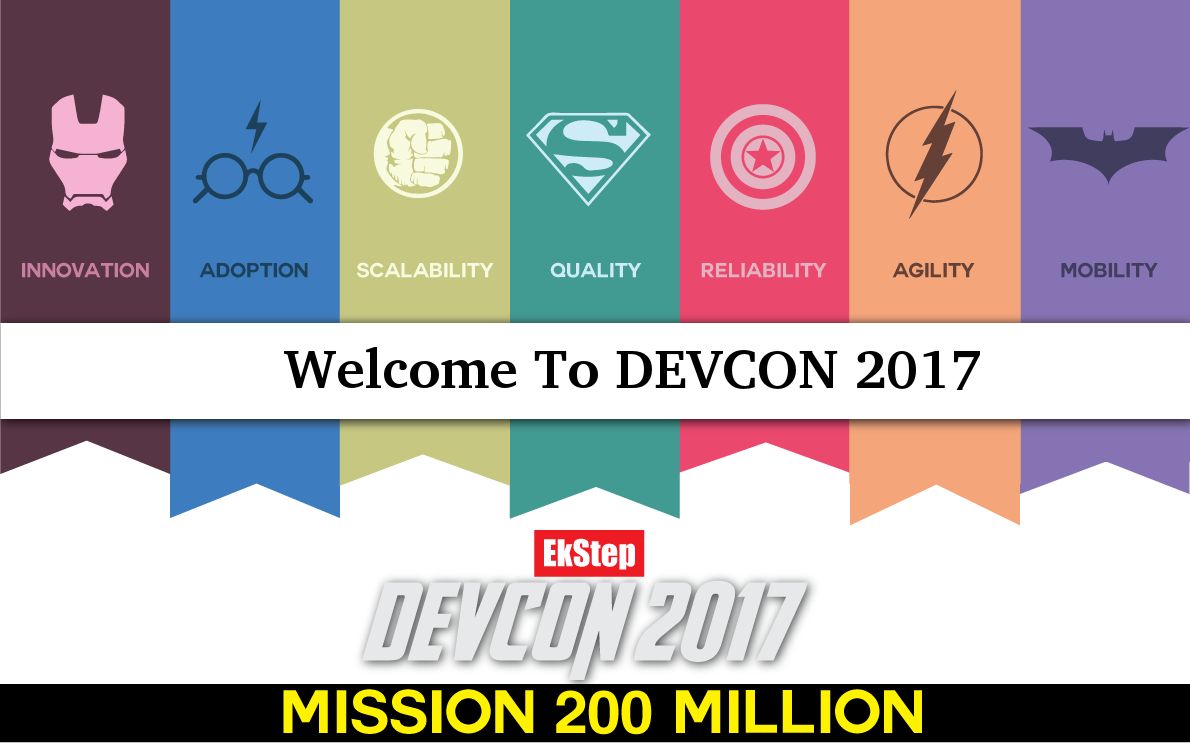 INNOVATION ADOPTION SCALABILITY QUALITY RELIABILITY AGILITY MOBILITY
Welcome To DEVCON 2017
EkStep
DEVCON 2017
MISSION 200 MILLION